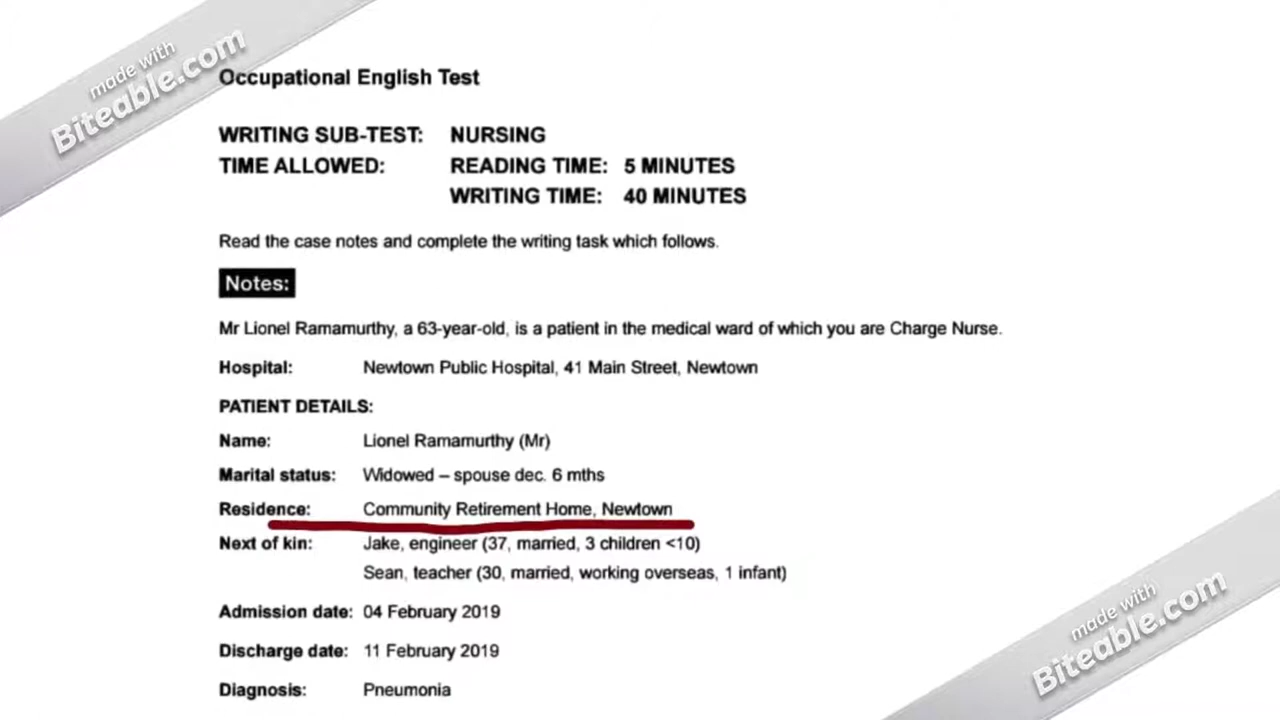 made with
Biteable.com
Occupational English Test
WRITING SUB-TEST: NURSING
TIME ALLOWED: READING TIME: 5 MINUTES
WRITING TIME: 40 MINUTES
Read the case notes and complete the writing task which follows.
Notes:
Mr Lionel Ramamurthy, a 63-year-old, is a patient in the medical ward of which you are Charge Nurse.
Hospital: Newtown Public Hospital, 41 Main Street, Newtown
PATIENT DETAILS:
Name: Lionel Ramamurthy (Mr)
Marital status: Widowed – spouse dec. 6 mths
Residence: Community Retirement Home, Newtown
Next of kin: Jake, engineer (37, married, 3 children <10)
Sean, teacher (30, married, working overseas, 1 infant)
Admission date: 04 February 2019
Discharge date: 11 February 2019
Diagnosis: Pneumonia
made with
Biteable.com